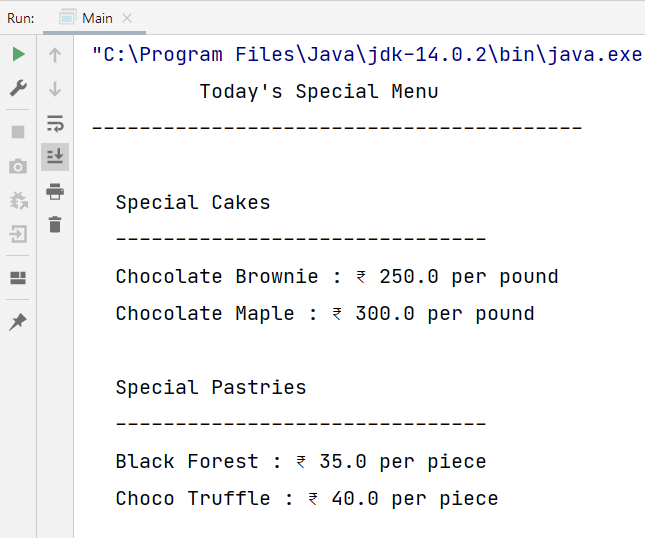 Run: Main
"C:\Program Files\Java\jdk-14.0.2\bin\java.exe
Today's Special Menu
-----------------------------------------
Special Cakes
-------------------------------
Chocolate Brownie : ₹ 250.0 per pound
Chocolate Maple : ₹ 300.0 per pound
Special Pastries
-------------------------------
Black Forest : ₹ 35.0 per piece
Choco Truffle : ₹ 40.0 per piece